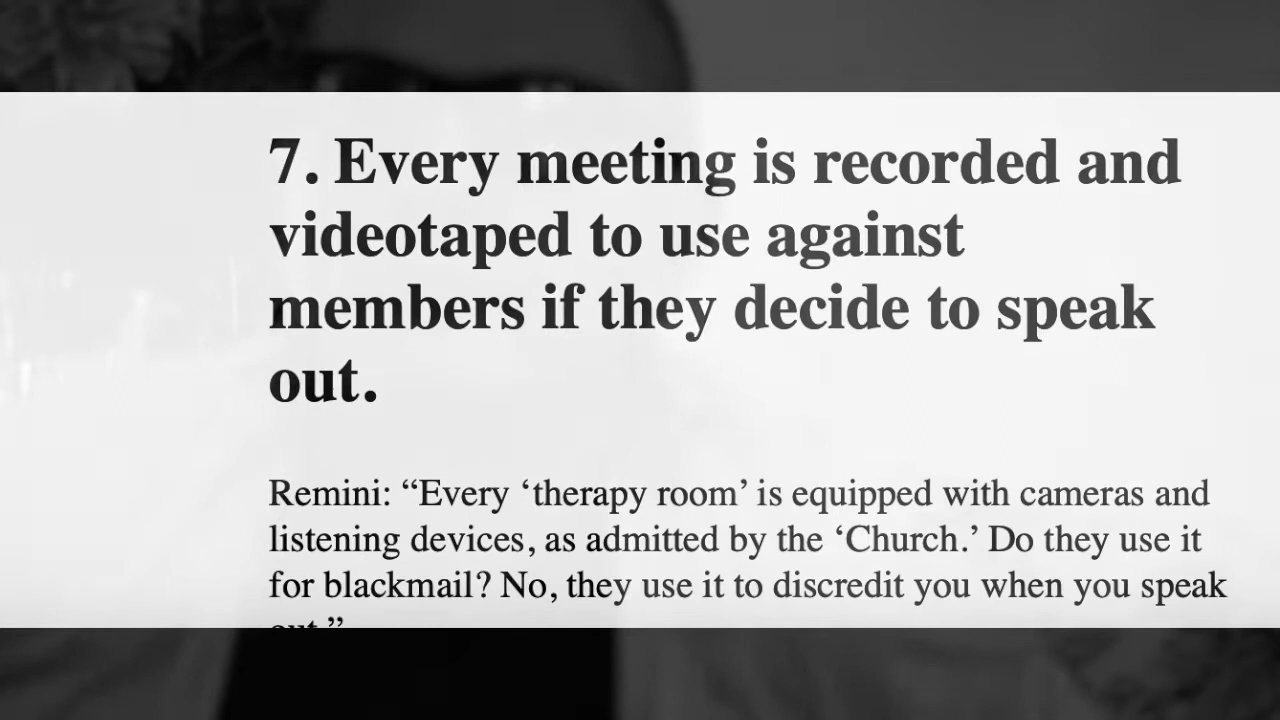 7. Every meeting is recorded and
videotaped to use against
members if they decide to speak
out.
Remini: “Every ‘therapy room’ is equipped with cameras and
listening devices, as admitted by the ‘Church.’ Do they use it
for blackmail? No, they use it to discredit you when you speak
out.”